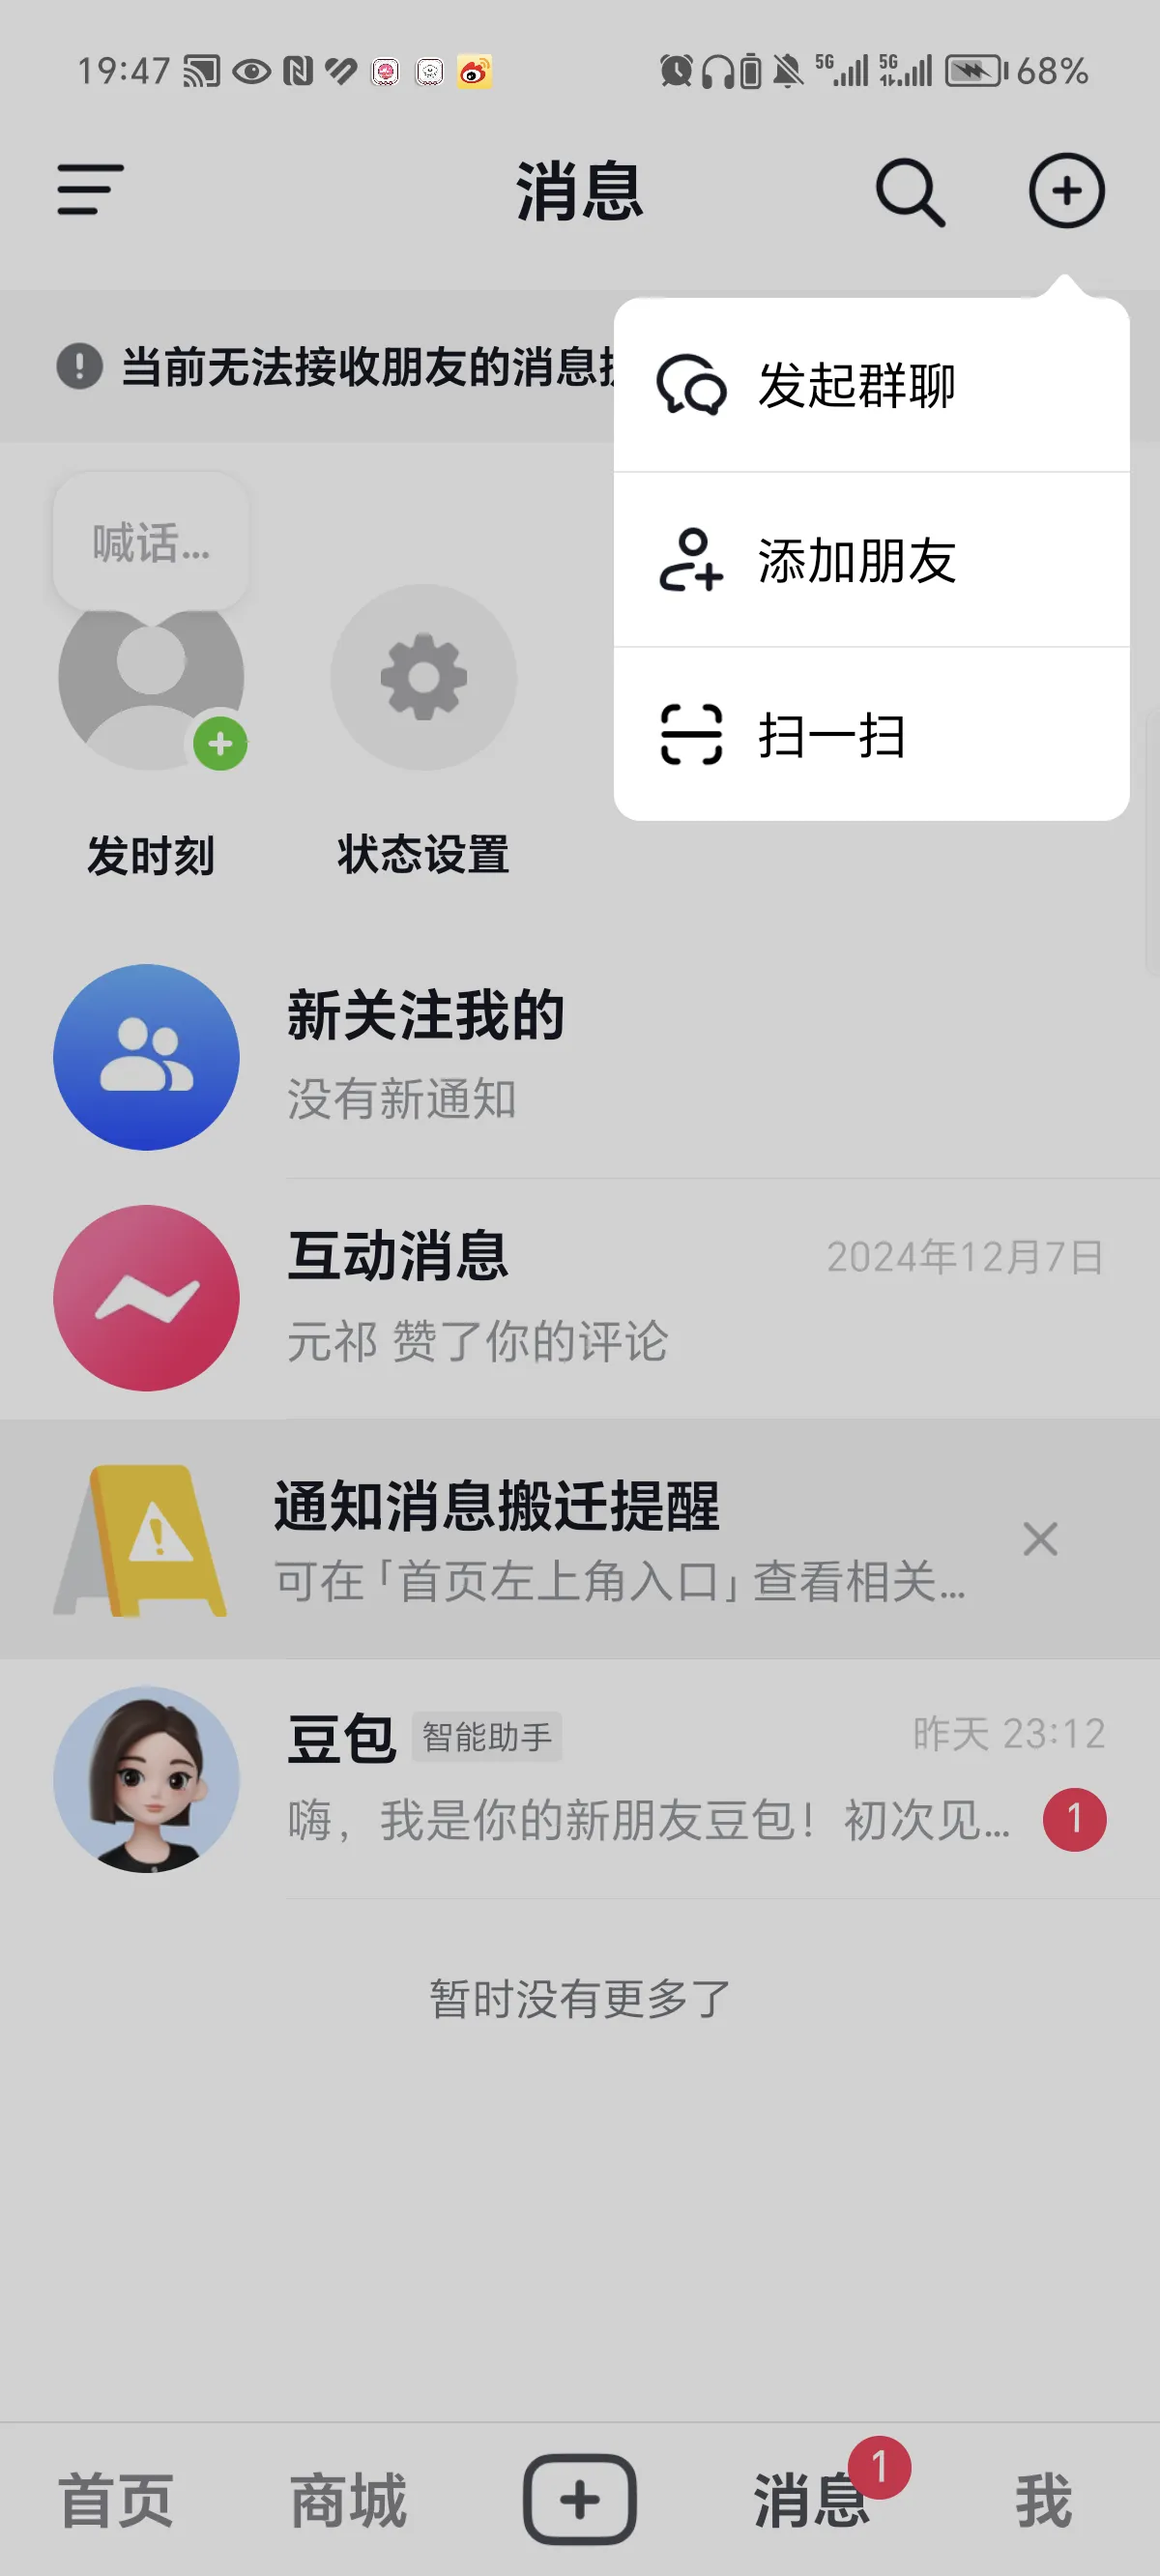 19:47
5G
5G
68%
消息
当前无法接收朋友的消息
发起群聊
添加朋友
扫一扫
喊话...
发时刻
状态设置
新关注我的
没有新通知
互动消息
2024年12月7日
元祁 赞了你的评论
通知消息搬迁提醒
可在「首页左上角入口」查看相关...
豆包
智能助手
昨天 23:12
嗨，我是你的新朋友豆包！初次见...
1
暂时没有更多了
首页
商城
消息
1
我